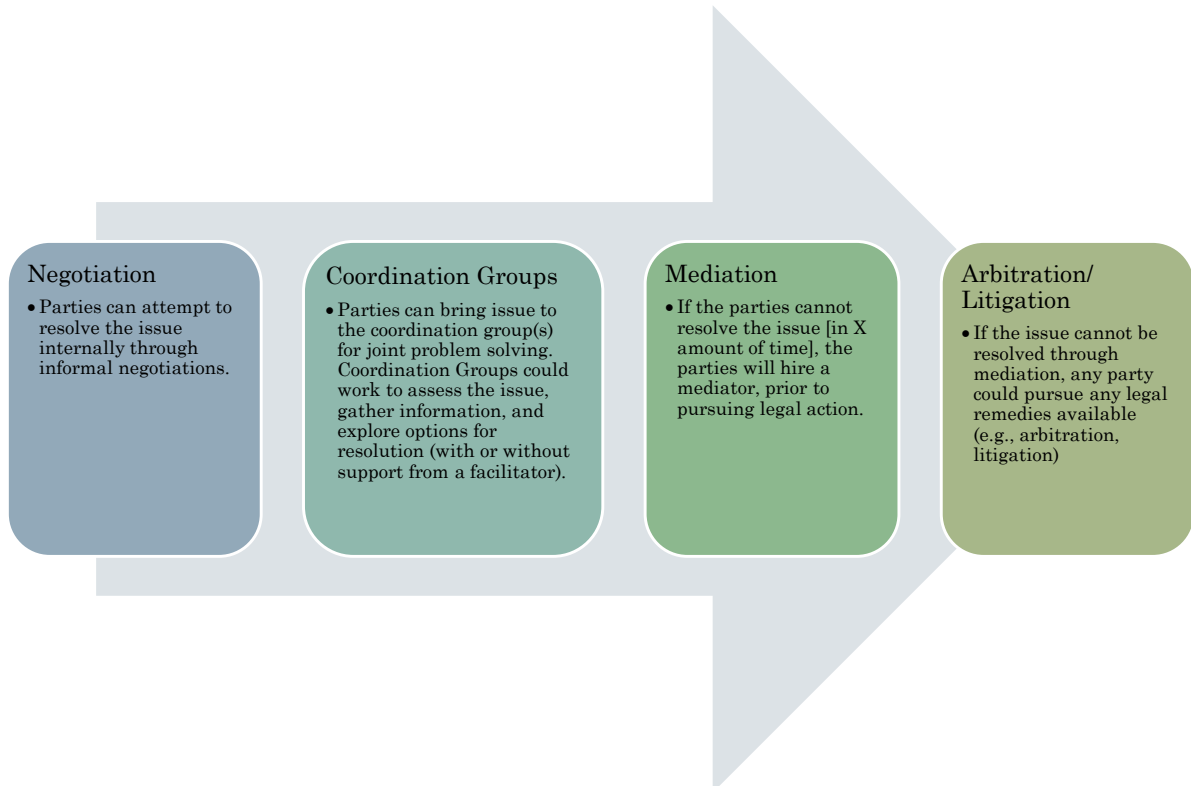 Negotiation
• Parties can attempt to
resolve the issue
internally through
informal negotiations.
Coordination Groups
• Parties can bring issue to
the coordination group(s)
for joint problem solving.
Coordination Groups could
work to assess the issue,
gather information, and
explore options for
resolution (with or without
support from a facilitator).
Mediation
• If the parties cannot
resolve the issue [in X
amount of time], the
parties will hire a
mediator, prior to
pursuing legal action.
Arbitration/
Litigation
• If the issue cannot be
resolved through
mediation, any party
could pursue any legal
remedies available
(e.g., arbitration,
litigation)